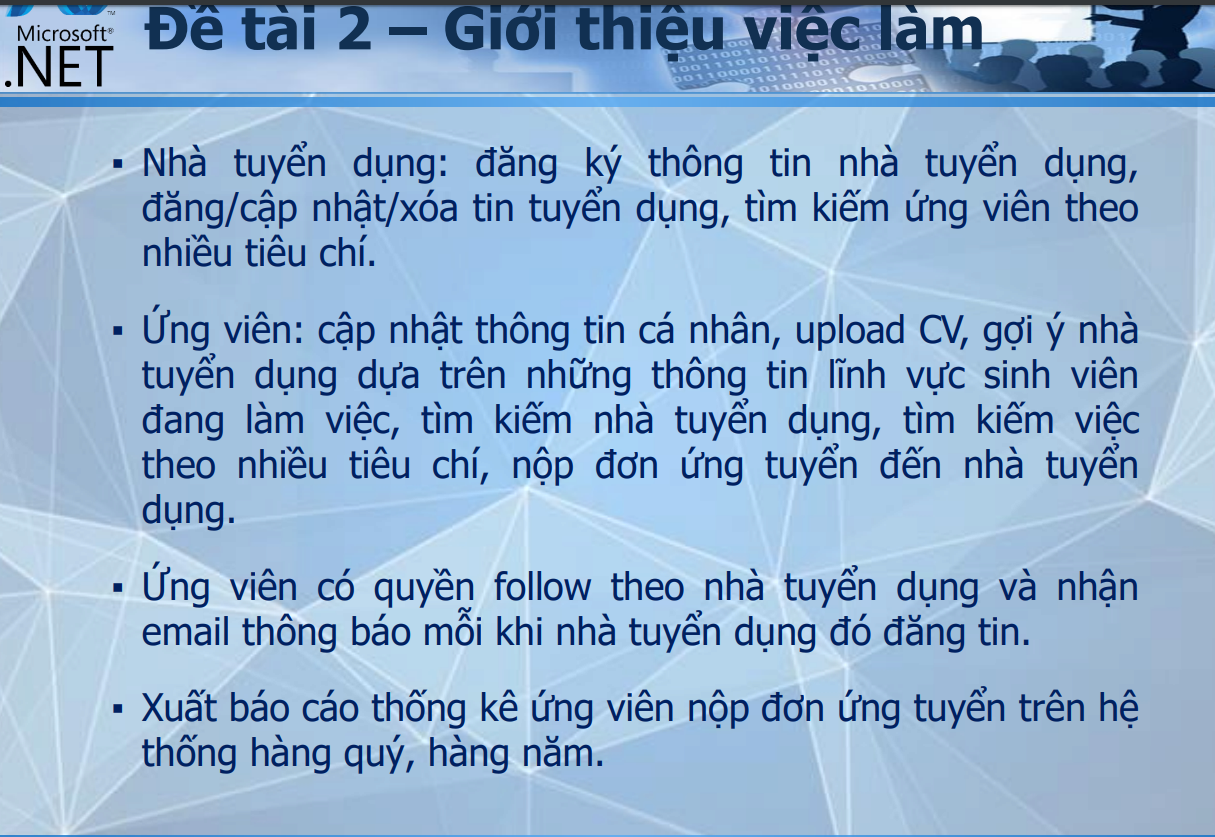 Microsoft®
.NET
Đề tài 2 – Giới thiệu việc làm
▪ Nhà tuyển dụng: đăng ký thông tin nhà tuyển dụng,
đăng/cập nhật/xóa tin tuyển dụng, tìm kiếm ứng viên theo
nhiều tiêu chí.
▪ Ứng viên: cập nhật thông tin cá nhân, upload CV, gợi ý nhà
tuyển dụng dựa trên những thông tin lĩnh vực sinh viên
đang làm việc, tìm kiếm nhà tuyển dụng, tìm kiếm việc
theo nhiều tiêu chí, nộp đơn ứng tuyển đến nhà tuyển
dụng.
▪ Ứng viên có quyền follow theo nhà tuyển dụng và nhận
email thông báo mỗi khi nhà tuyển dụng đó đăng tin.
▪ Xuất báo cáo thống kê ứng viên nộp đơn ứng tuyển trên hệ
thống hàng quý, hàng năm.